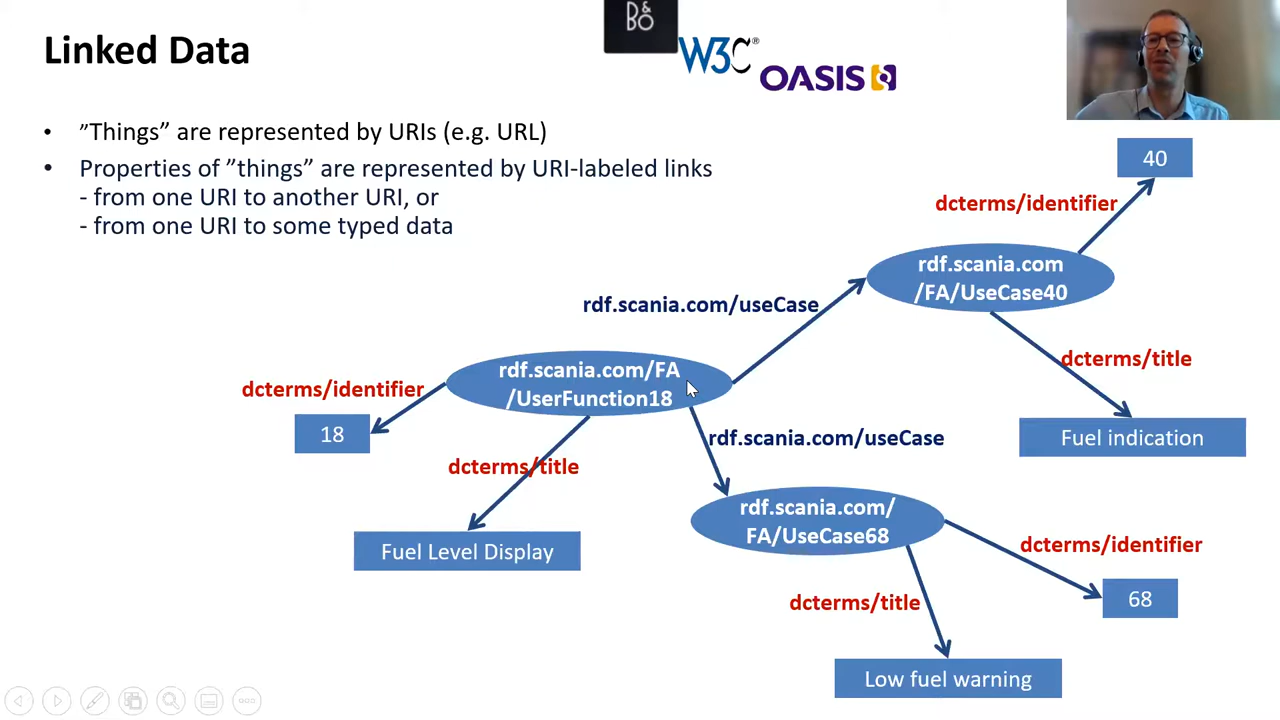 Linked Data
B&
BO
W3C®
OASIS
• ”Things” are represented by URIs (e.g. URL)
• Properties of ”things” are represented by URI-labeled links
- from one URI to another URI, or
- from one URI to some typed data
40
dcterms/identifier
rdf.scania.com
/FA/UseCase40
rdf.scania.com/useCase
dcterms/title
rdf.scania.com/FA
/UserFunction18
dcterms/identifier
18
Fuel indication
rdf.scania.com/useCase
dcterms/title
rdf.scania.com/
FA/UseCase68
Fuel Level Display
dcterms/identifier
dcterms/title
68
Low fuel warning